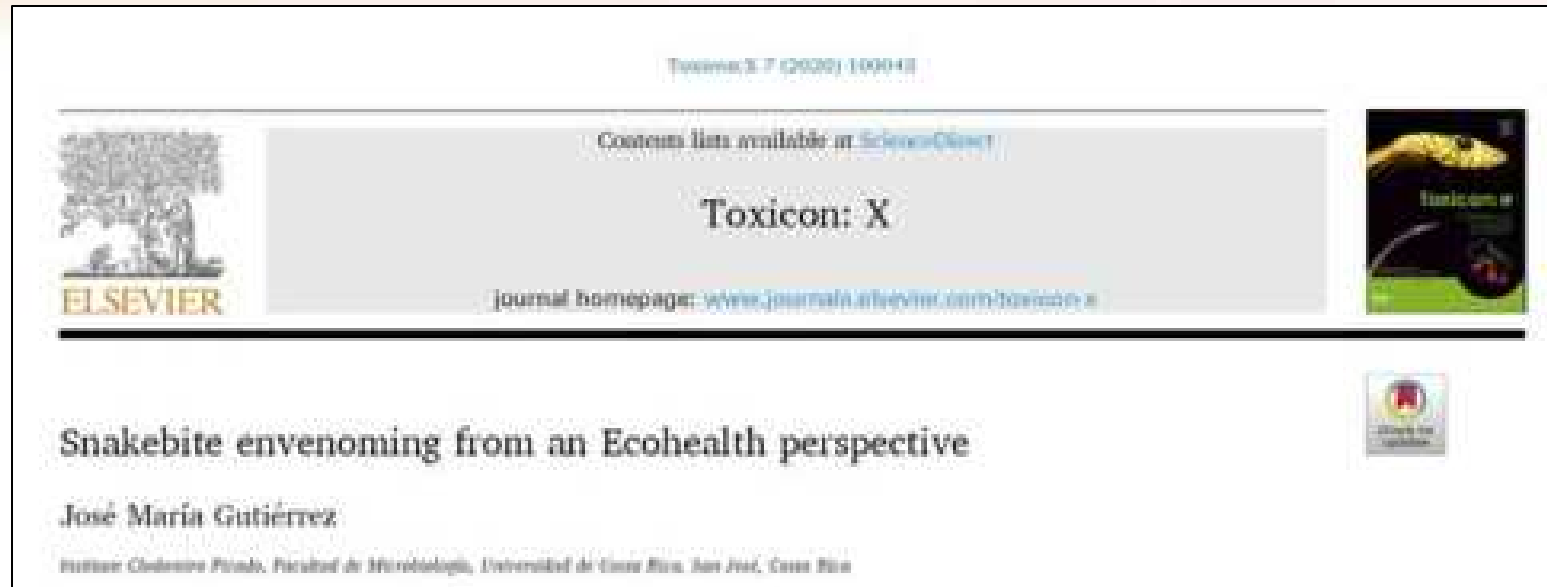 Toxicon: X 7 (2020) 100043
Contents lists available at ScienceDirect
Toxicon: X
journal homepage: www.journals.elsevier.com/toxicon-x
ELSEVIER
toxicon: x
Snakebite envenoming from an Ecohealth perspective
José María Gutiérrez
Instituto Clodomiro Picado, Facultad de Microbiología, Universidad de Costa Rica, San José, Costa Rica